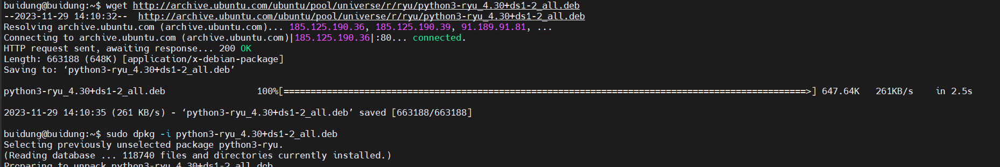 buidung@buidung:~$ wget http://archive.ubuntu.com/ubuntu/pool/universe/r/ryu/python3-ryu_4.30+ds1-2_all.deb
--2023-11-29 14:10:32--  http://archive.ubuntu.com/ubuntu/pool/universe/r/ryu/python3-ryu_4.30+ds1-2_all.deb
Resolving archive.ubuntu.com (archive.ubuntu.com)... 185.125.190.36, 185.125.190.39, 91.189.91.81, ...
Connecting to archive.ubuntu.com (archive.ubuntu.com)|185.125.190.36|:80... connected.
HTTP request sent, awaiting response... 200 OK
Length: 663188 (648K) [application/x-debian-package]
Saving to: ‘python3-ryu_4.30+ds1-2_all.deb’
python3-ryu_4.30+ds1-2_all.deb                 100%[=================================================================================================>] 647.64K   261KB/s    in 2.5s
2023-11-29 14:10:35 (261 KB/s) - ‘python3-ryu_4.30+ds1-2_all.deb’ saved [663188/663188]
buidung@buidung:~$ sudo dpkg -i python3-ryu_4.30+ds1-2_all.deb
Selecting previously unselected package python3-ryu.
(Reading database ... 118740 files and directories currently installed.)
Preparing to unpack python3-ryu_4.30+ds1-2_all.deb